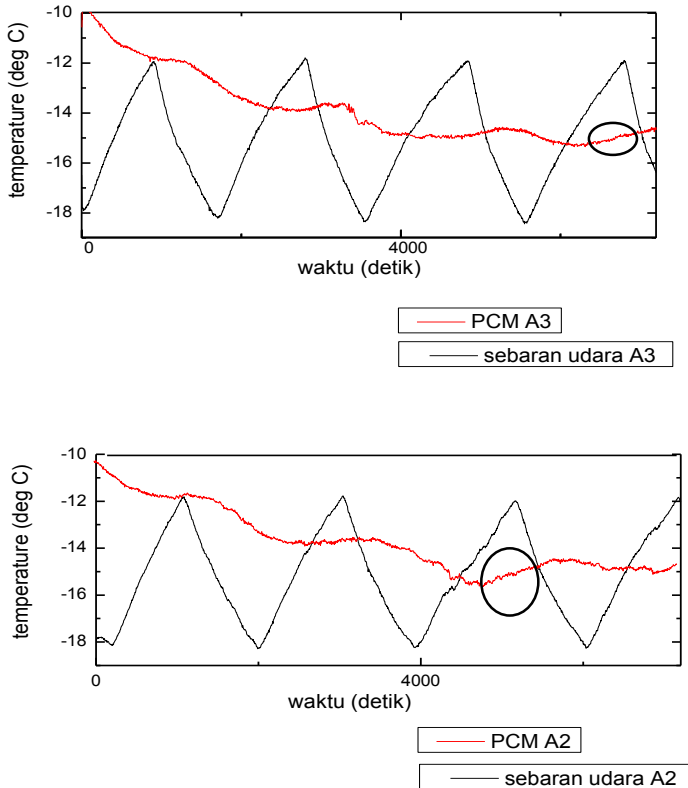 -10
-12
-14
-16
-18
temperature (deg C)
0
4000
waktu (detik)
PCM A3
sebaran udara A3
-10
-12
-14
-16
-18
temperature (deg C)
0
4000
waktu (detik)
PCM A2
sebaran udara A2